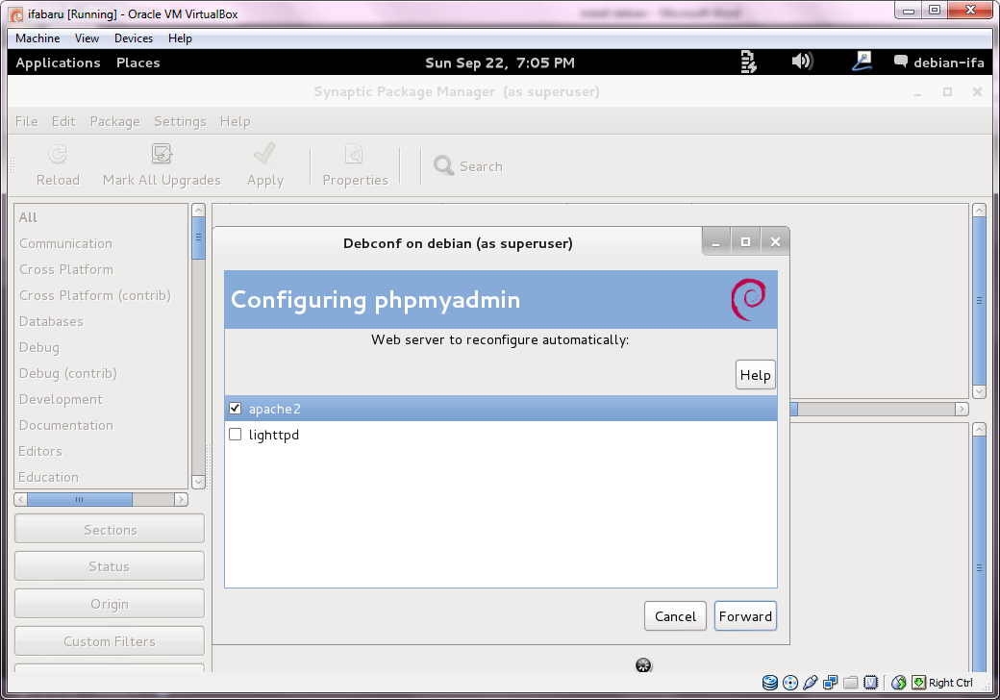 ifabaru [Running] - Oracle VM VirtualBox
Machine View Devices Help
Applications Places Sun Sep 22, 7:05 PM debian-ifa
Synaptic Package Manager (as superuser)
File Edit Package Settings Help
Reload Mark All Upgrades Apply Properties Search
All
Communication
Cross Platform
Cross Platform (contrib)
Databases
Debug
Debug (contrib)
Development
Documentation
Editors
Education
Sections
Status
Origin
Custom Filters
Debconf on debian (as superuser)
Configuring phpmyadmin
Web server to reconfigure automatically:
Help
apache2
lighttpd
Cancel Forward
Right Ctrl